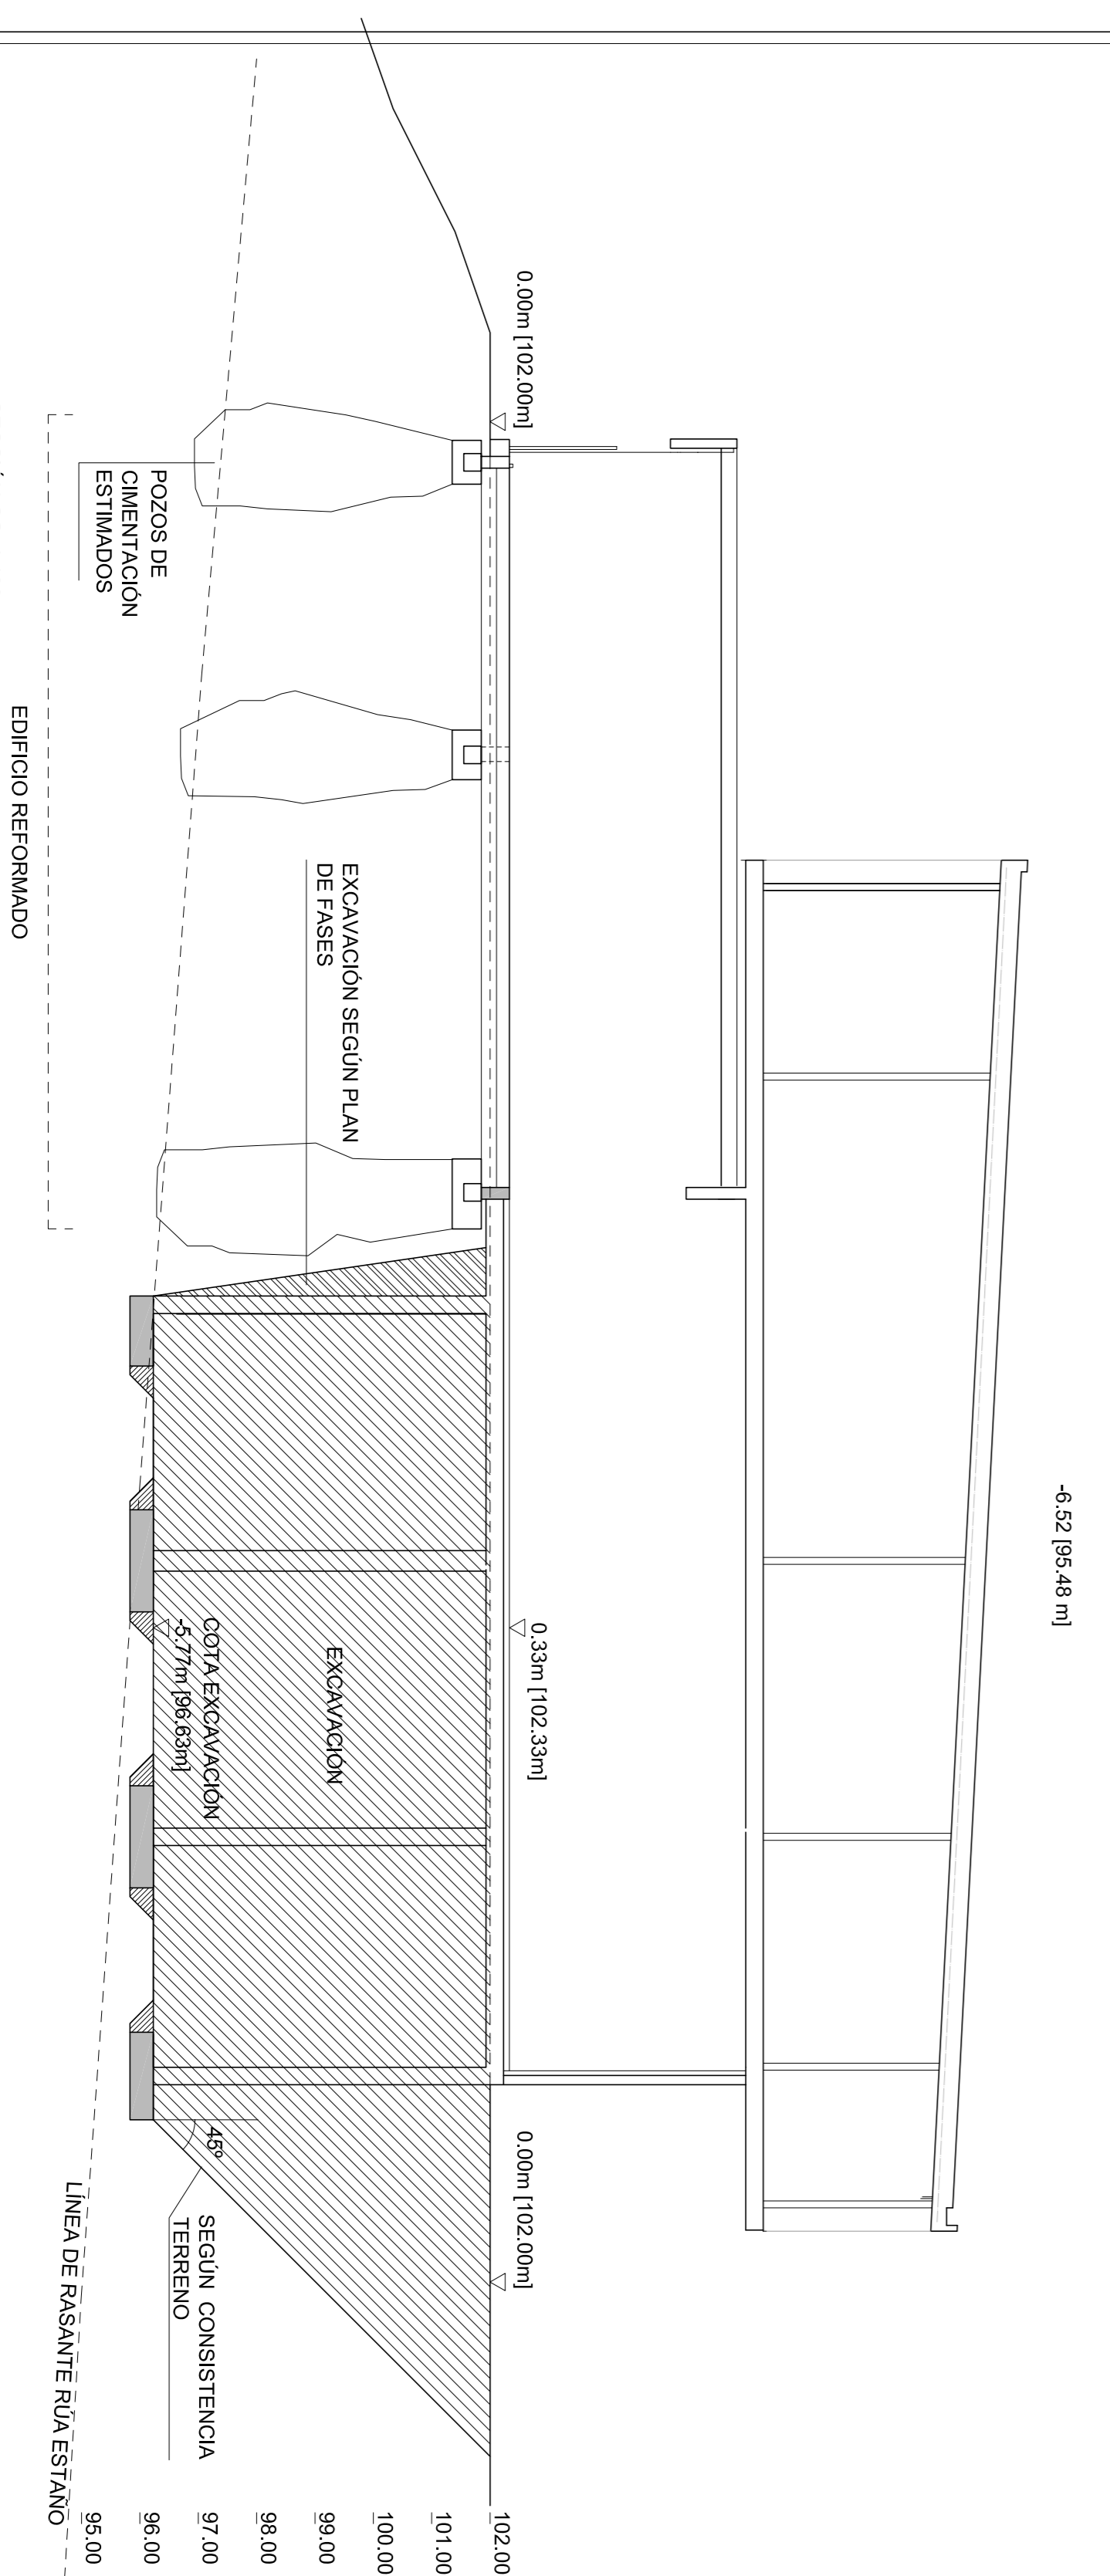 -6.52 [95.48 m]
0.00m [102.00m]
0.33m [102.33m]
0.00m [102.00m]
EXCAVACIÓN SEGÚN PLAN
DE FASES
EXCAVACIÓN
COTA EXCAVACIÓN
-5.77m [96.63m]
POZOS DE
CIMENTACIÓN
ESTIMADOS
45º
SEGÚN CONSISTENCIA
TERRENO
EDIFICIO REFORMADO
LÍNEA DE RASANTE RÚA ESTAÑO
102.00
101.00
100.00
99.00
98.00
97.00
96.00
95.00